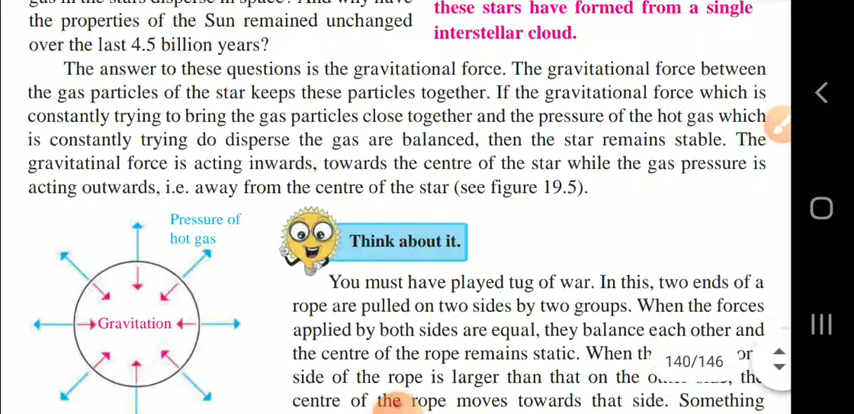 the properties of the Sun remained unchanged
over the last 4.5 billion years?
these stars have formed from a single
interstellar cloud.
The answer to these questions is the gravitational force. The gravitational force between
the gas particles of the star keeps these particles together. If the gravitational force which is
constantly trying to bring the gas particles close together and the pressure of the hot gas which
is constantly trying do disperse the gas are balanced, then the star remains stable. The
gravitatinal force is acting inwards, towards the centre of the star while the gas pressure is
acting outwards, i.e. away from the centre of the star (see figure 19.5).
Pressure of
hot gas
Gravitation
Think about it.
You must have played tug of war. In this, two ends of a
rope are pulled on two sides by two groups. When the forces
applied by both sides are equal, they balance each other and
the centre of the rope remains static. When
side of the rope is larger than that on the
centre of the rope moves towards that side. Something
140/146